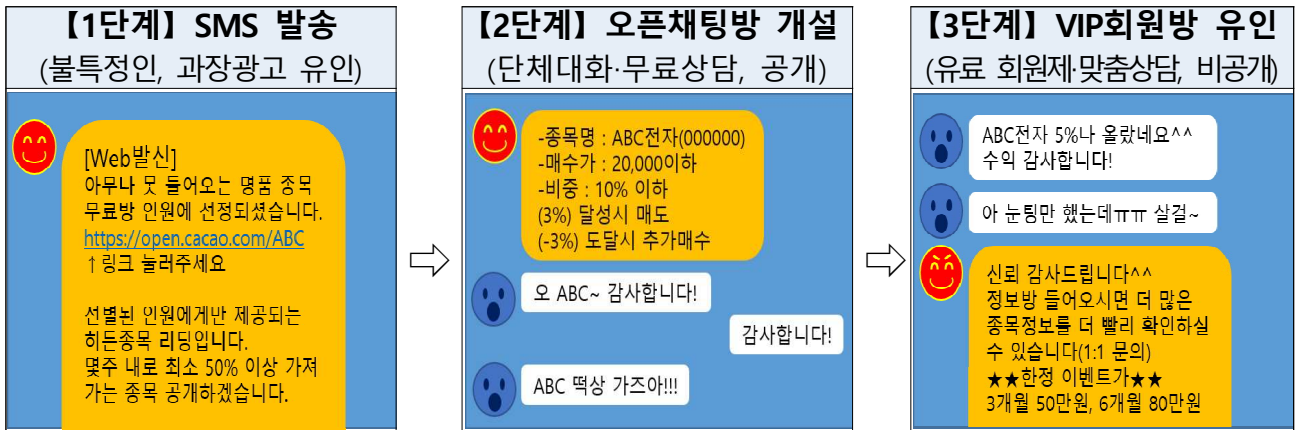 【1단계】 SMS 발송
(불특정인, 과장광고 유인)
[Web발신]
아무나 못 들어오는 명품 종목
무료방 인원에 선정되셨습니다.
https://open.cacao.com/ABC
↑링크 눌러주세요
선별된 인원에게만 제공되는
히든종목 리딩입니다.
몇주 내로 최소 50% 이상 가져
가는 종목 공개하겠습니다.
【2단계】 오픈채팅방 개설
(단체대화·무료상담, 공개)
-종목명 : ABC전자(000000)
-매수가 : 20,000이하
-비중 : 10% 이하
(3%) 달성시 매도
(-3%) 도달시 추가매수
오 ABC~ 감사합니다!
감사합니다!
ABC 떡상 가즈아!!!
【3단계】 VIP회원방 유인
(유료 회원제·맞춤상담, 비공개)
ABC전자 5%나 올랐네요^^
수익 감사합니다!
아 눈팅만 했는데ㅠㅠ 살걸~
신뢰 감사드립니다^^
정보방 들어오시면 더 많은
종목정보를 더 빨리 확인하실
수 있습니다(1:1 문의)
★★한정 이벤트가★★
3개월 50만원, 6개월 80만원